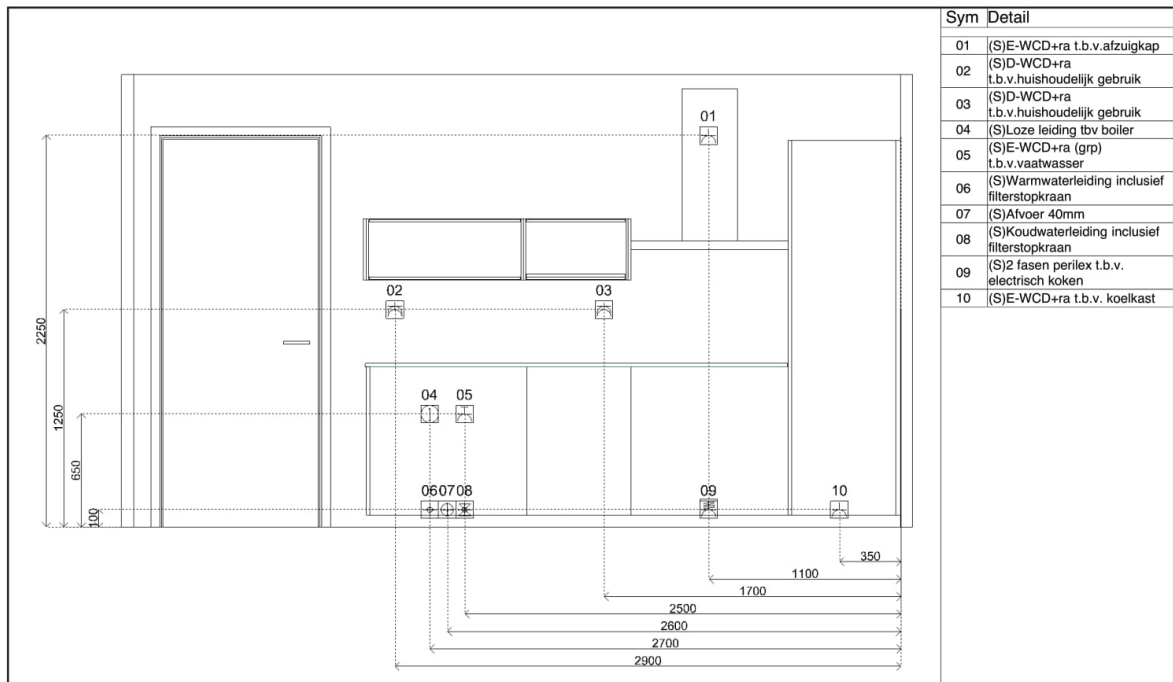 Sym Detail
01 (S)E-WCD+ra t.b.v.afzuigkap
02 (S)D-WCD+ra
t.b.v.huishoudelijk gebruik
03 (S)D-WCD+ra
t.b.v.huishoudelijk gebruik
04 (S)Loze leiding tbv boiler
05 (S)E-WCD+ra (grp)
t.b.v.vaatwasser
06 (S)Warmwaterleiding inclusief
filterstopkraan
07 (S)Afvoer 40mm
08 (S)Koudwaterleiding inclusief
filterstopkraan
09 (S)2 fasen perilex t.b.v.
electrisch koken
10 (S)E-WCD+ra t.b.v. koelkast
01
02 03
04 05
06 07 08 09 10
2250
1250
650
100
350
1100
1700
2500
2600
2700
2900